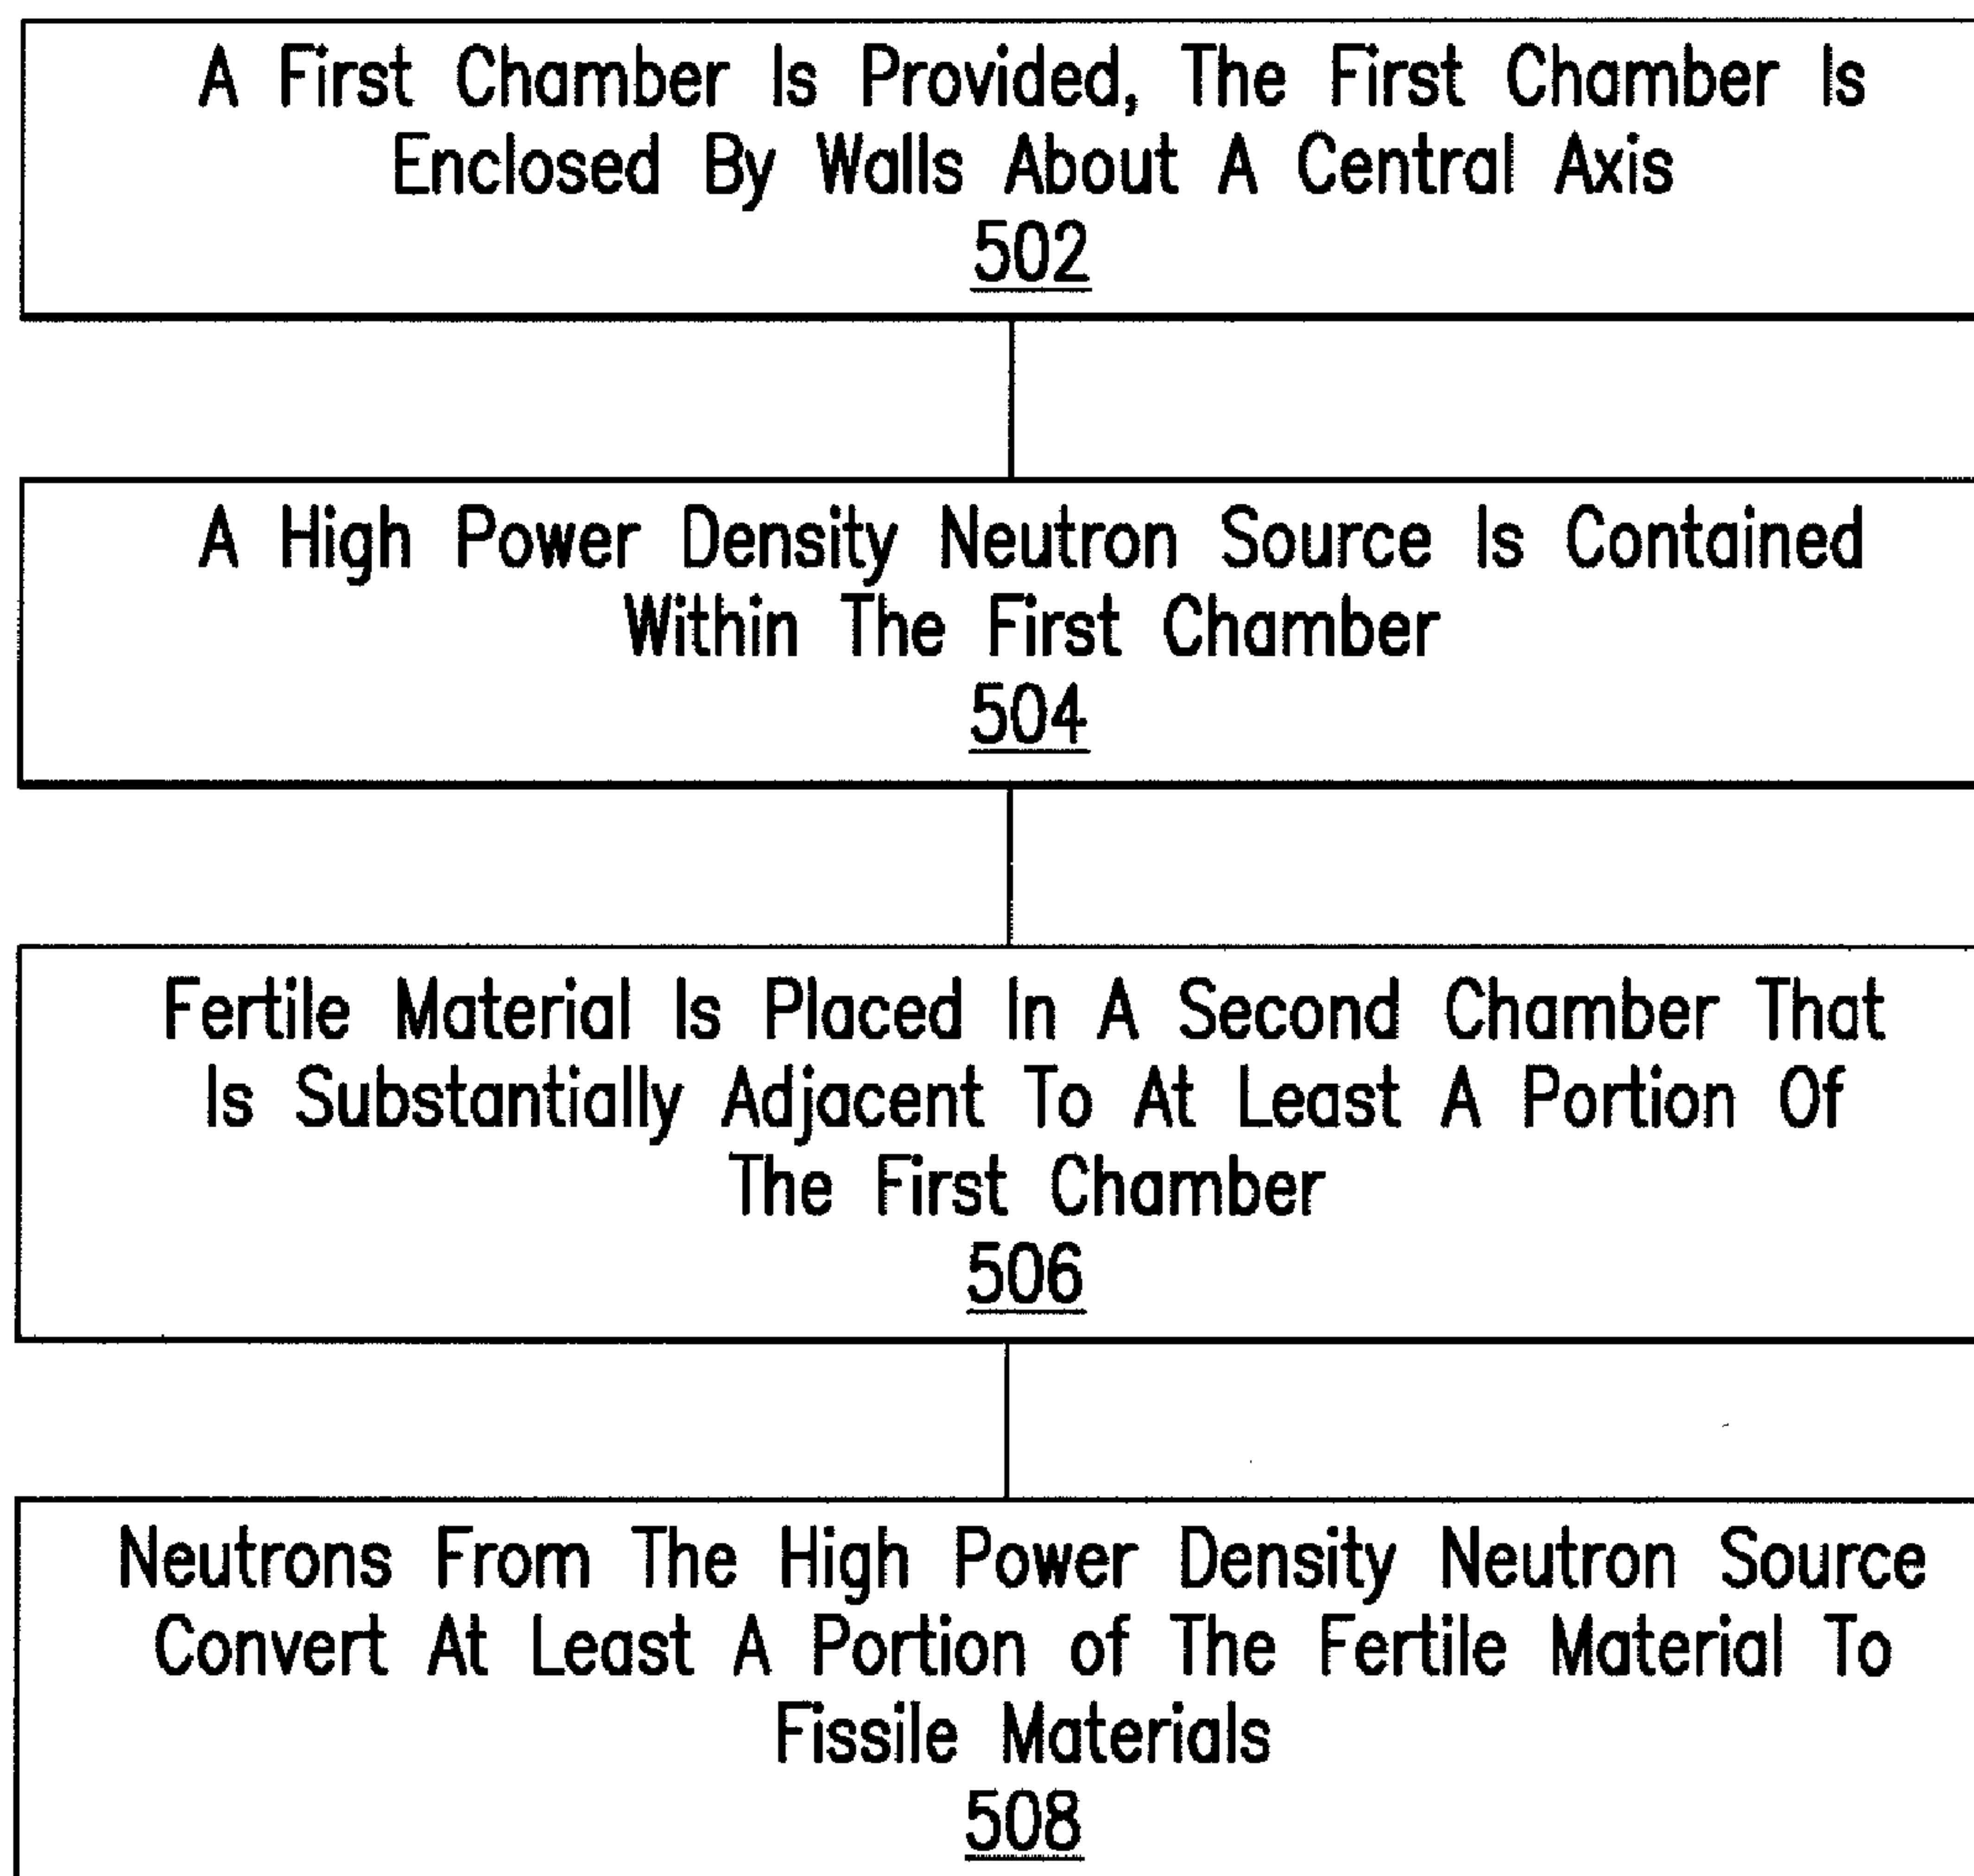 A First Chamber Is Provided, The First Chamber Is
Enclosed By Walls About A Central Axis
502
A High Power Density Neutron Source Is Contained
Within The First Chamber
504
Fertile Material Is Placed In A Second Chamber That
Is Substantially Adjacent To At Least A Portion Of
The First Chamber
506
Neutrons From The High Power Density Neutron Source
Convert At Least A Portion of The Fertile Material To
Fissile Materials
508